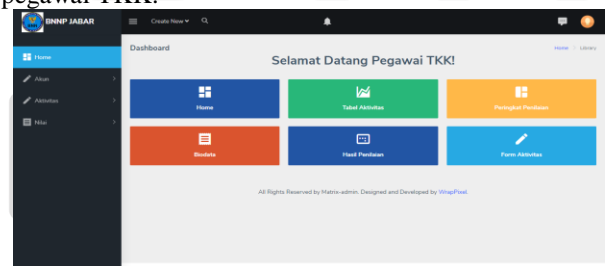 pegawai TKK.
BNNP JABAR
Create New
Dashboard
Home
Library
Selamat Datang Pegawai TKK!
Home
Akun
Aktivitas
Nilai
Home
Tabel Aktivitas
Peringkat Penilaian
Biodata
Hasil Penilaian
Form Aktivitas
All Rights Reserved by Matrix-admin. Designed and Developed by WrapPixel.